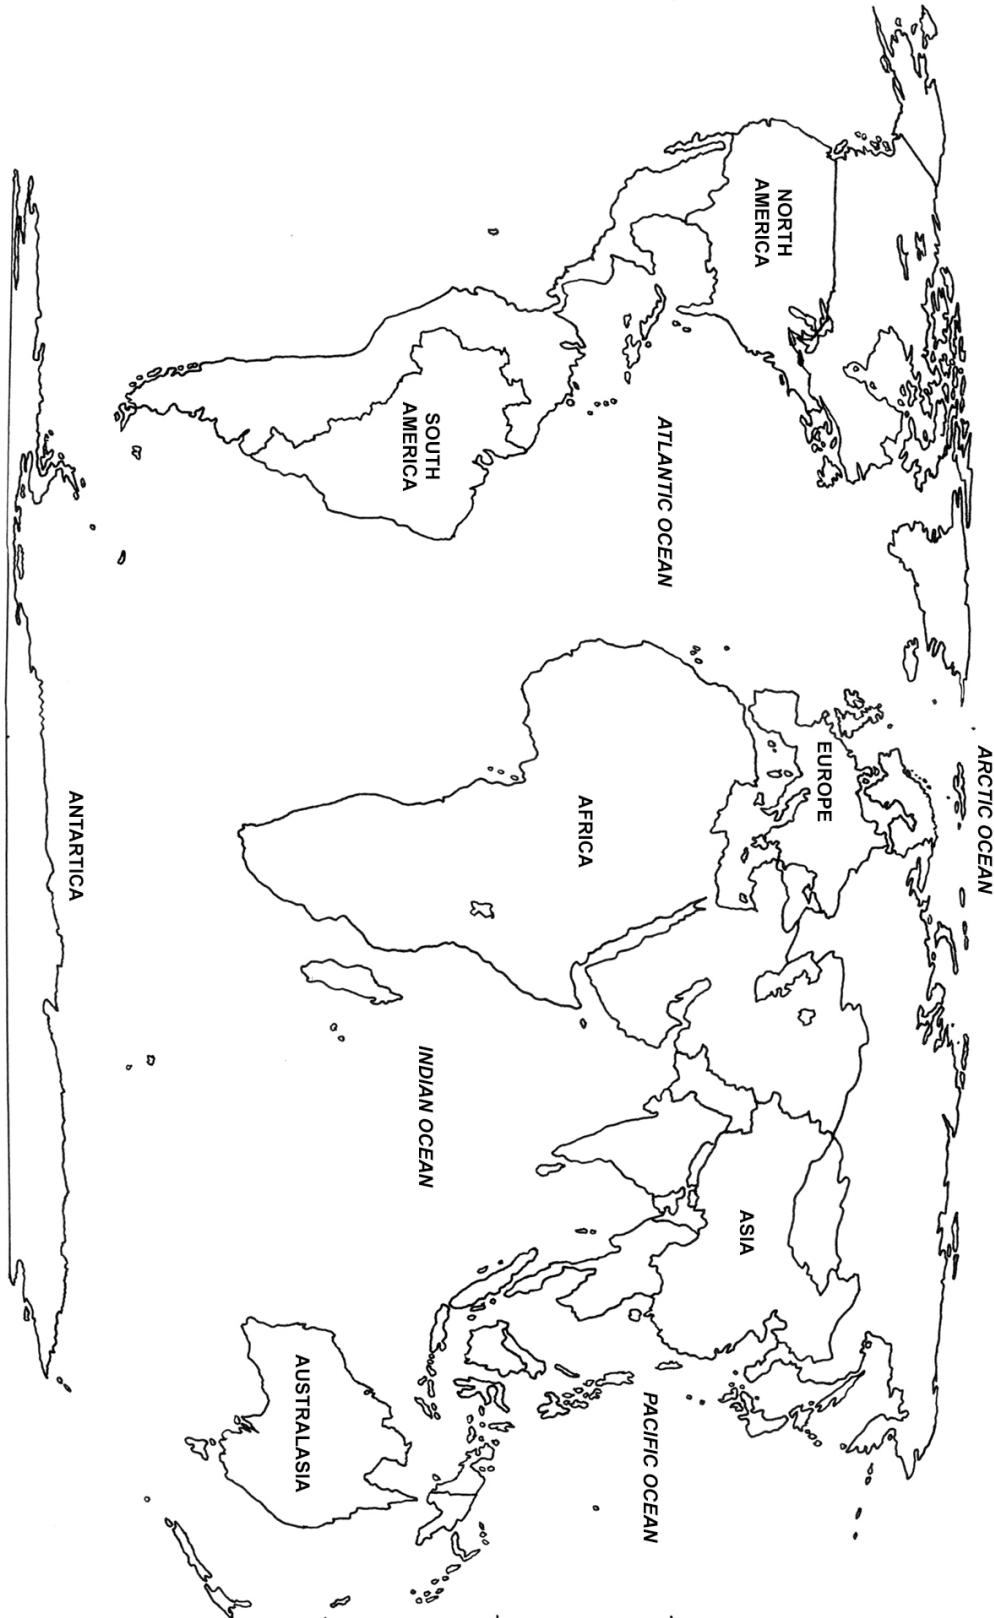 ARCTIC OCEAN
NORTH
AMERICA
EUROPE
ASIA
ATLANTIC OCEAN
PACIFIC OCEAN
AFRICA
SOUTH
AMERICA
INDIAN OCEAN
AUSTRALASIA
ANTARTICA